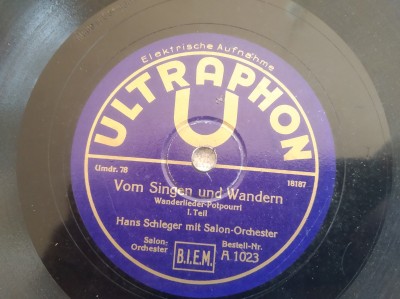 Elektrische Aufnahme
ULTRAPHON
U
Umdr. 78
18187
Vom Singen und Wandern
Wanderlieder-Potpourri
I. Teil
Hans Schleger mit Salon-Orchester
Salon-
Orchester
B.I.E.M.
Bestell-Nr.
A 1023